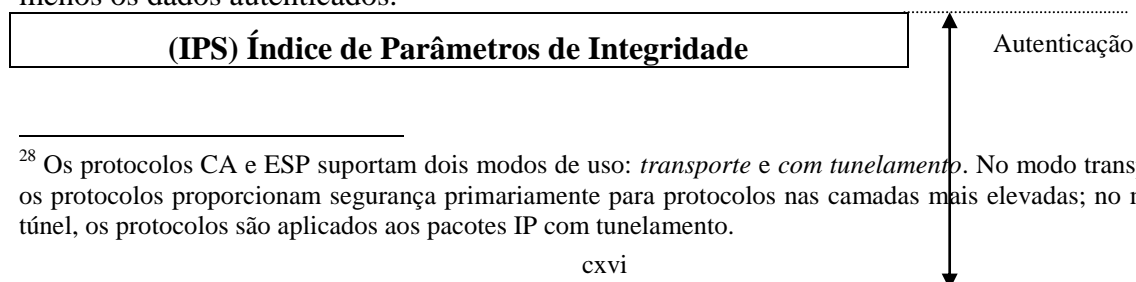 menos os dados autenticados.
(IPS) Índice de Parâmetros de Integridade
Autenticação
28 Os protocolos CA e ESP suportam dois modos de uso: transporte e com tunelamento. No modo trans
os protocolos proporcionam segurança primariamente para protocolos nas camadas mais elevadas; no
túnel, os protocolos são aplicados aos pacotes IP com tunelamento.
cxvi